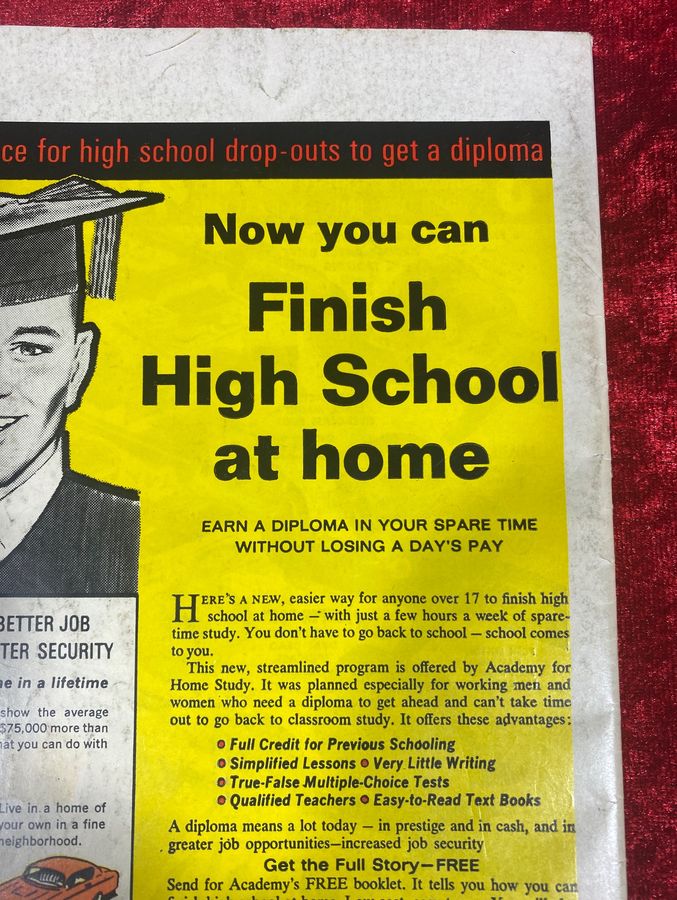 ce for high school drop-outs to get a diploma
Now you can
Finish
High School
at home
EARN A DIPLOMA IN YOUR SPARE TIME
WITHOUT LOSING A DAY'S PAY
HERE'S A NEW, easier way for anyone over 17 to finish high
school at home – with just a few hours a week of spare-
time study. You don't have to go back to school – school comes
to you.
This new, streamlined program is offered by Academy for
Home Study. It was planned especially for working men and
women who need a diploma to get ahead and can't take time
out to go back to classroom study. It offers these advantages:
• Full Credit for Previous Schooling
• Simplified Lessons • Very Little Writing
• True-False Multiple-Choice Tests
• Qualified Teachers • Easy-to-Read Text Books
A diploma means a lot today – in prestige and in cash, and in
greater job opportunities–increased job security
Get the Full Story–FREE
Send for Academy's FREE booklet. It tells you how you can
BETTER JOB
TER SECURITY
ne in a lifetime
show the average
$75,000 more than
hat you can do with
Live in a home of
your own in a fine
neighborhood.